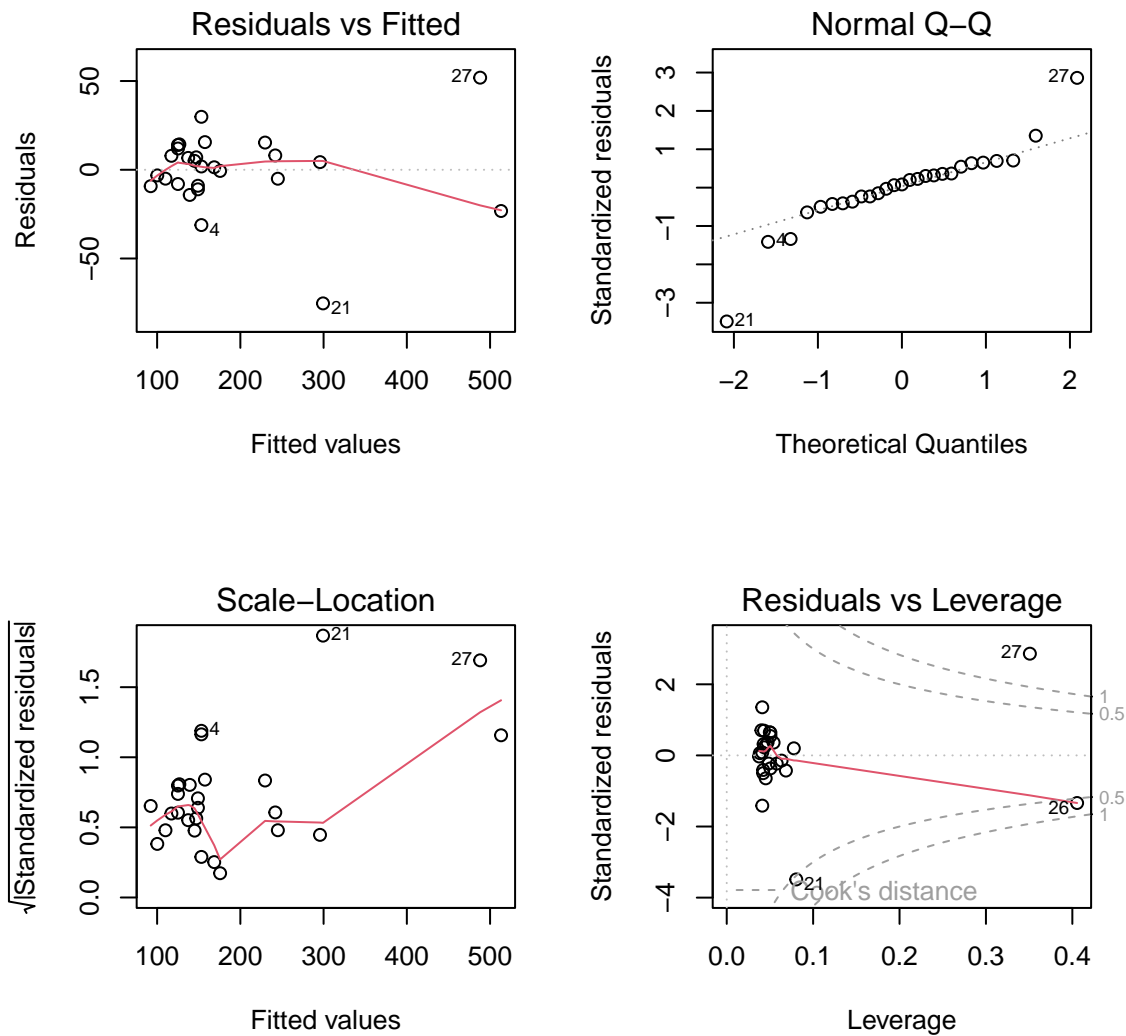 Residuals vs Fitted
Residuals
50
0
−50
27
4
21
100 200 300 400 500
Fitted values
Normal Q−Q
Standardized residuals
3
2
1
−1
−3
27
4
21
−2 −1 0 1 2
Theoretical Quantiles
Scale−Location
√|Standardized residuals|
1.5
1.0
0.5
0.0
21
27
4
100 200 300 400 500
Fitted values
Residuals vs Leverage
Standardized residuals
2
0
−2
−4
27
1
0.5
0.5
26
1
21
Cook's distance
0.0 0.1 0.2 0.3 0.4
Leverage